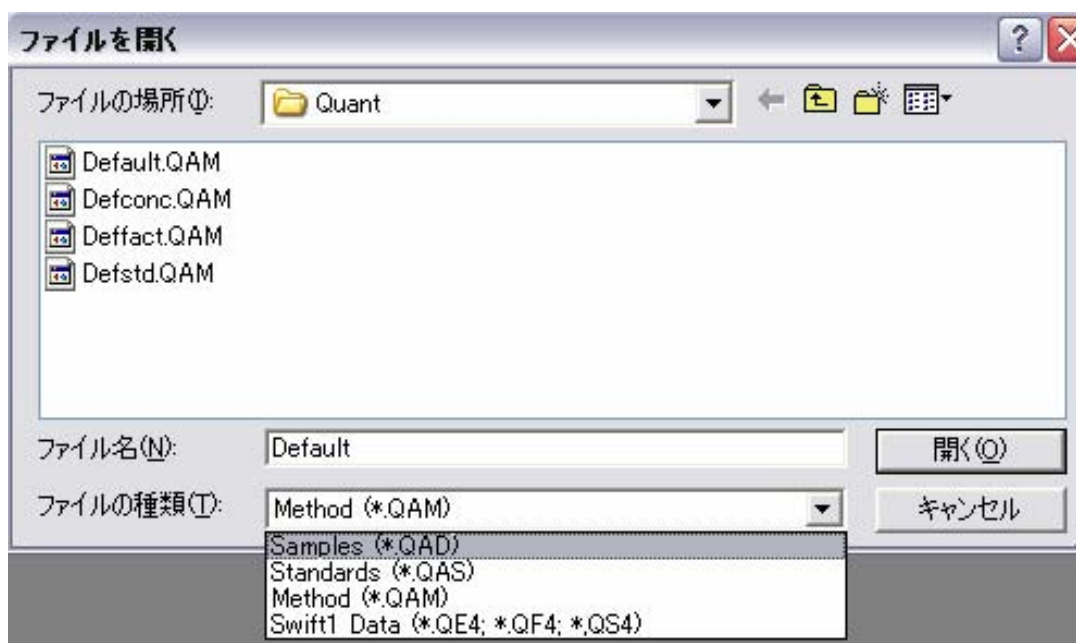 ファイルを開く
ファイルの場所(I):
Quant
Default.QAM
Defconc.QAM
Deffact.QAM
Defstd.QAM
ファイル名(N):
Default
開く(O)
ファイルの種類(T):
Method (*.QAM)
キャンセル
Samples (*.QAD)
Standards (*.QAS)
Method (*.QAM)
Swift1 Data (*.QE4; *.QF4; *,QS4)